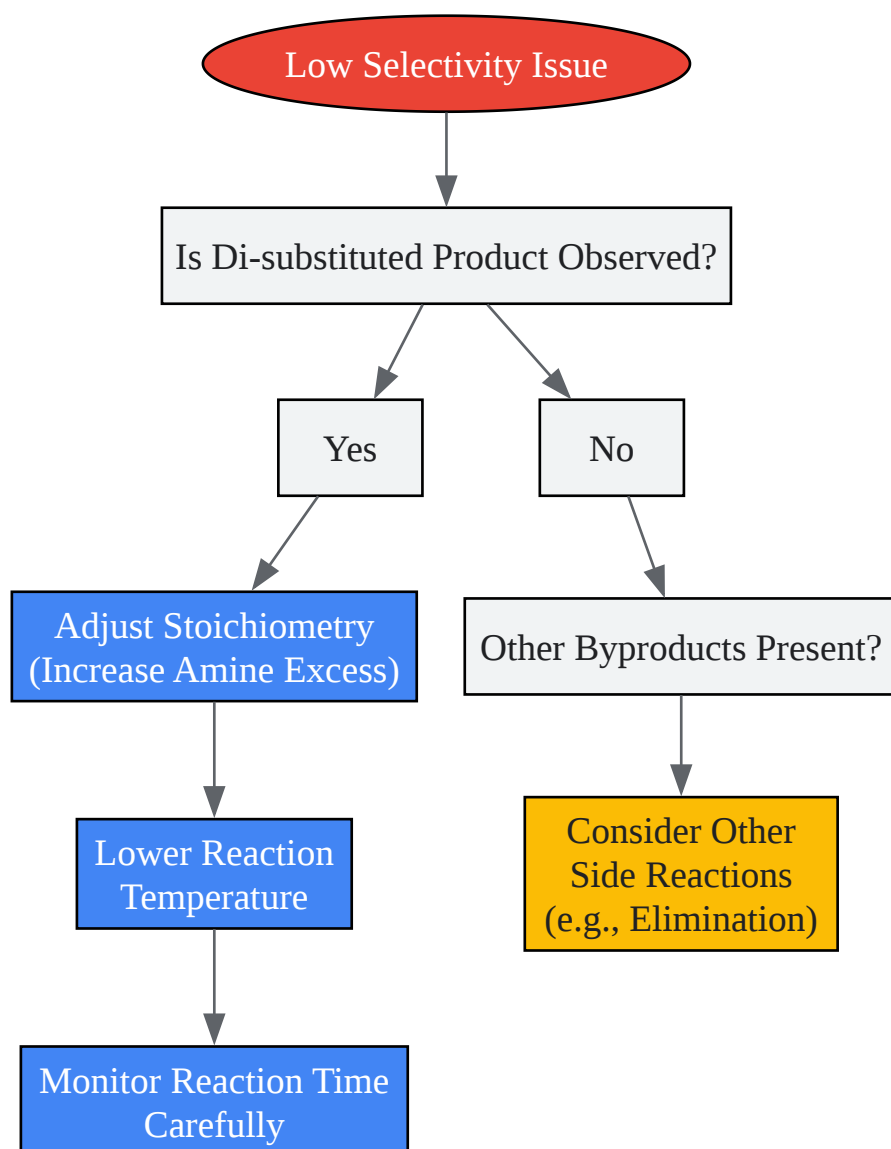 Low Selectivity Issue
Is Di-substituted Product Observed?
Yes
No
Adjust Stoichiometry
(Increase Amine Excess)
Other Byproducts Present?
Lower Reaction
Temperature
Consider Other
Side Reactions
(e.g., Elimination)
Monitor Reaction Time
Carefully